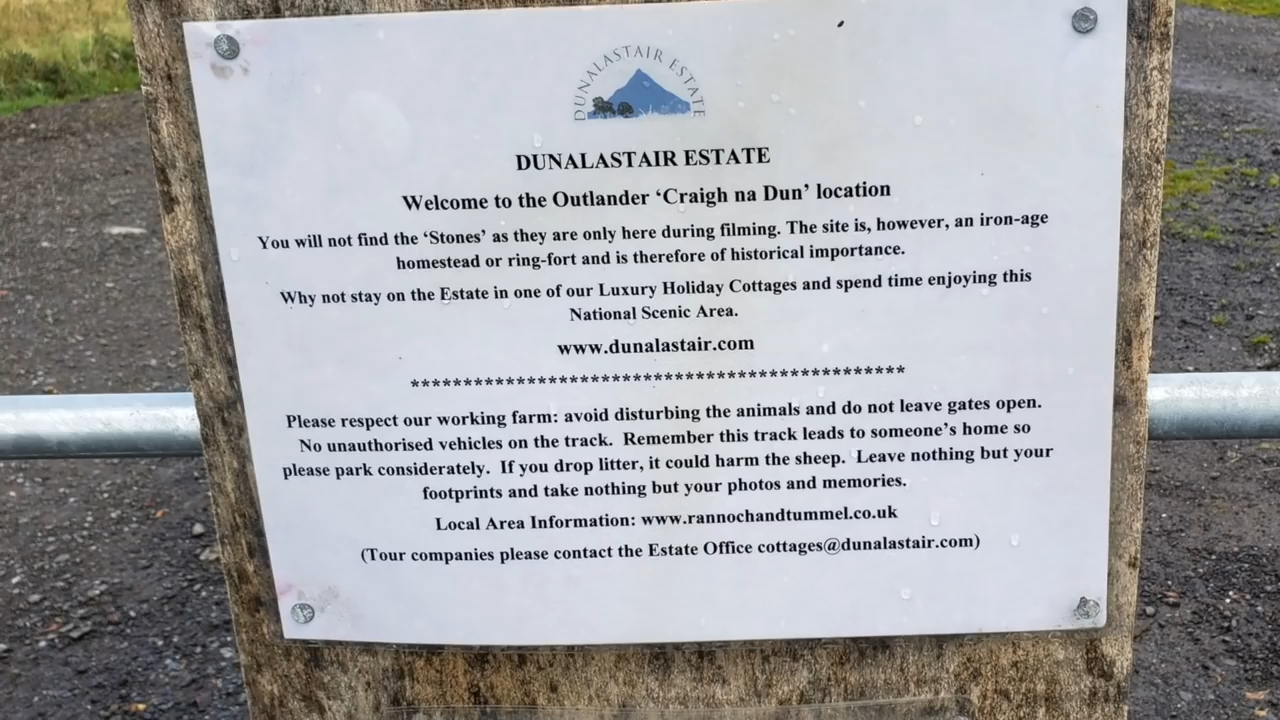 DUNALASTAIR ESTATE
DUNALASTAIR ESTATE
Welcome to the Outlander ‘Craigh na Dun’ location
You will not find the ‘Stones’ as they are only here during filming. The site is, however, an iron-age
homestead or ring-fort and is therefore of historical importance.
Why not stay on the Estate in one of our Luxury Holiday Cottages and spend time enjoying this
National Scenic Area.
www.dunalastair.com
***********************************************
Please respect our working farm: avoid disturbing the animals and do not leave gates open.
No unauthorised vehicles on the track.  Remember this track leads to someone’s home so
please park considerately.  If you drop litter, it could harm the sheep.  Leave nothing but your
footprints and take nothing but your photos and memories.
Local Area Information: www.rannochandtummel.co.uk
(Tour companies please contact the Estate Office cottages@dunalastair.com)